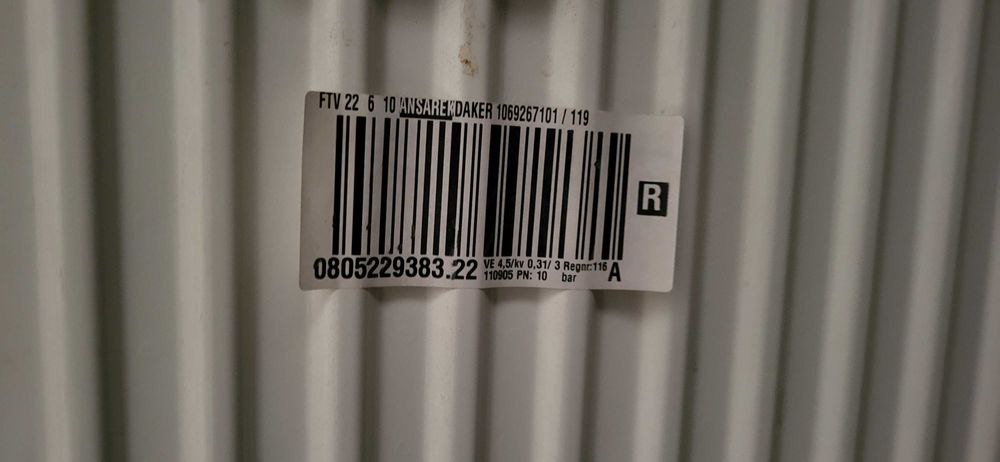 FTV 22 6 10 ANSAREKDAKER 1069267101 / 119
R
0805229383.22
VE 4,5/kv 0,31/ 3 Regnr:116
110905 PN: 10 bar
A